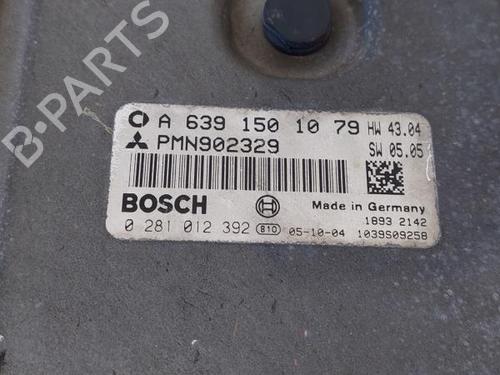 A 639 150 10 79 HW 43.04
PMN902329 SW 05.05
BOSCH Made in Germany
1893 2142
0 281 012 392 810 05-10-04 1039S09258
B-PARTS